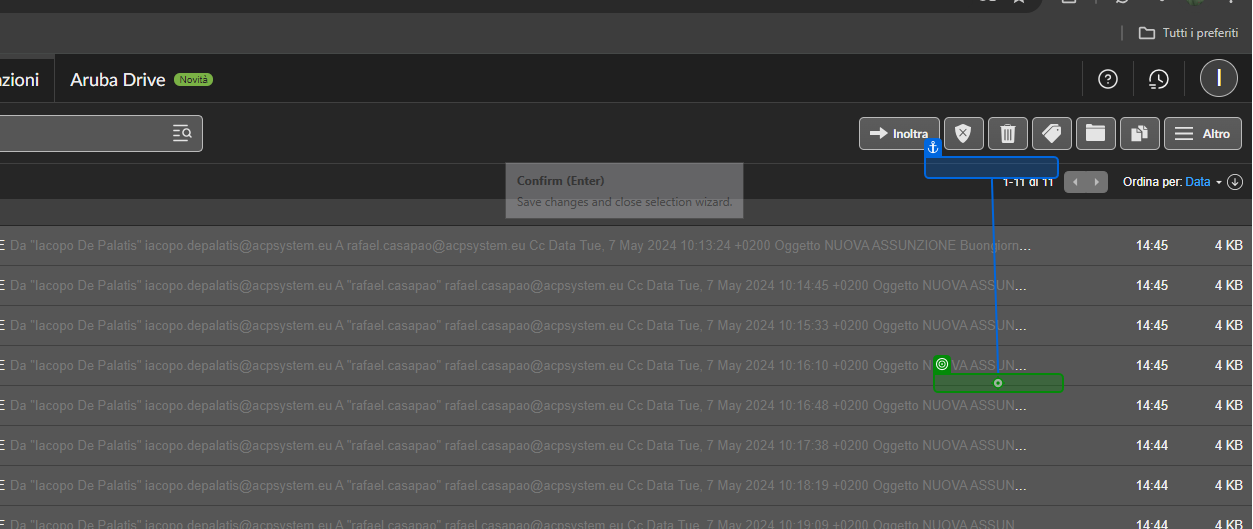 Tutti i preferiti
zioni Aruba Drive Novità
Inoltra Altro
Confirm (Enter)
Save changes and close selection wizard.
1-11 di 11 Ordina per: Data
E Da "Iacopo De Palatis" iacopo.depalatis@acpsystem.eu A rafael.casapao@acpsystem.eu Cc Data Tue, 7 May 2024 10:13:24 +0200 Oggetto NUOVA ASSUNZIONE Buongiorn... 14:45 4 KB
E Da "Iacopo De Palatis" iacopo.depalatis@acpsystem.eu A "rafael.casapao" rafael.casapao@acpsystem.eu Cc Data Tue, 7 May 2024 10:14:45 +0200 Oggetto NUOVA ASSUN... 14:45 4 KB
E Da "Iacopo De Palatis" iacopo.depalatis@acpsystem.eu A "rafael.casapao" rafael.casapao@acpsystem.eu Cc Data Tue, 7 May 2024 10:15:33 +0200 Oggetto NUOVA ASSUN... 14:45 4 KB
E Da "Iacopo De Palatis" iacopo.depalatis@acpsystem.eu A "rafael.casapao" rafael.casapao@acpsystem.eu Cc Data Tue, 7 May 2024 10:16:10 +0200 Oggetto NUOVA ASSUN... 14:45 4 KB
E Da "Iacopo De Palatis" iacopo.depalatis@acpsystem.eu A "rafael.casapao" rafael.casapao@acpsystem.eu Cc Data Tue, 7 May 2024 10:16:48 +0200 Oggetto NUOVA ASSUN... 14:45 4 KB
E Da "Iacopo De Palatis" iacopo.depalatis@acpsystem.eu A "rafael.casapao" rafael.casapao@acpsystem.eu Cc Data Tue, 7 May 2024 10:17:38 +0200 Oggetto NUOVA ASSUN... 14:44 4 KB
E Da "Iacopo De Palatis" iacopo.depalatis@acpsystem.eu A "rafael.casapao" rafael.casapao@acpsystem.eu Cc Data Tue, 7 May 2024 10:18:19 +0200 Oggetto NUOVA ASSUN... 14:44 4 KB
E Da "Iacopo De Palatis" iacopo.depalatis@acpsystem.eu A "rafael.casapao" rafael.casapao@acpsystem.eu Cc Data Tue, 7 May 2024 10:19:09 +0200 Oggetto NUOVA ASSUN... 14:44 4 KB